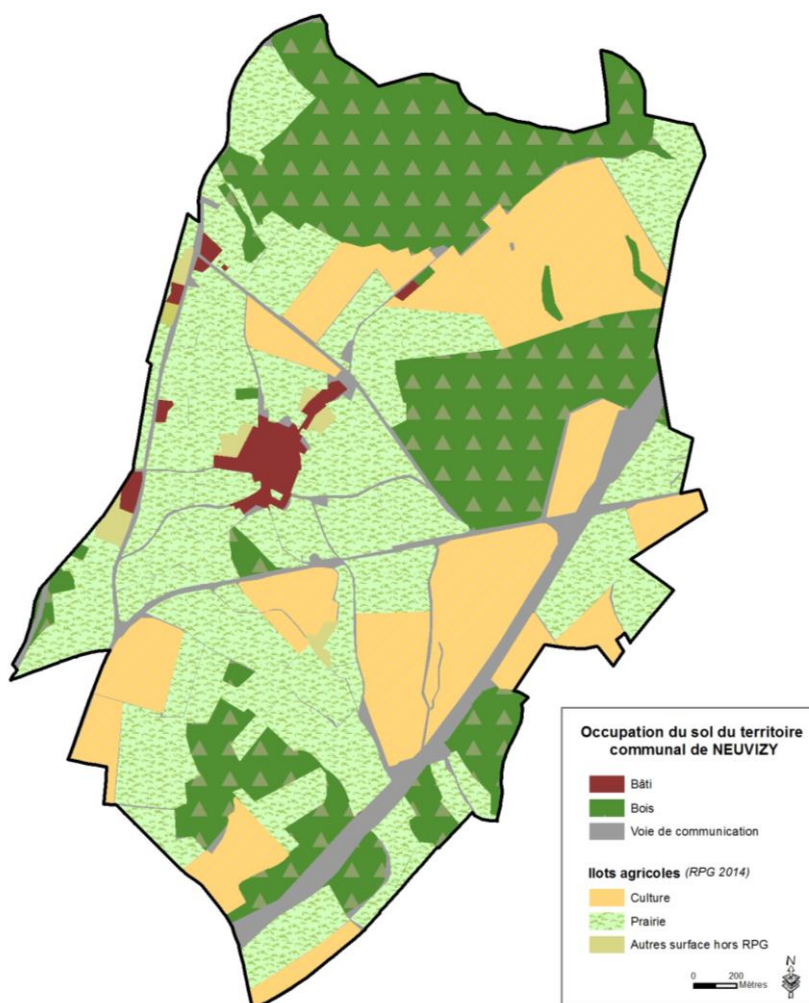 Occupation du sol du territoire
communal de NEUVIZY
Bâti
Bois
Voie de communication
Ilots agricoles (RPG 2014)
Culture
Prairie
Autres surface hors RPG
N
0 200
Mètres